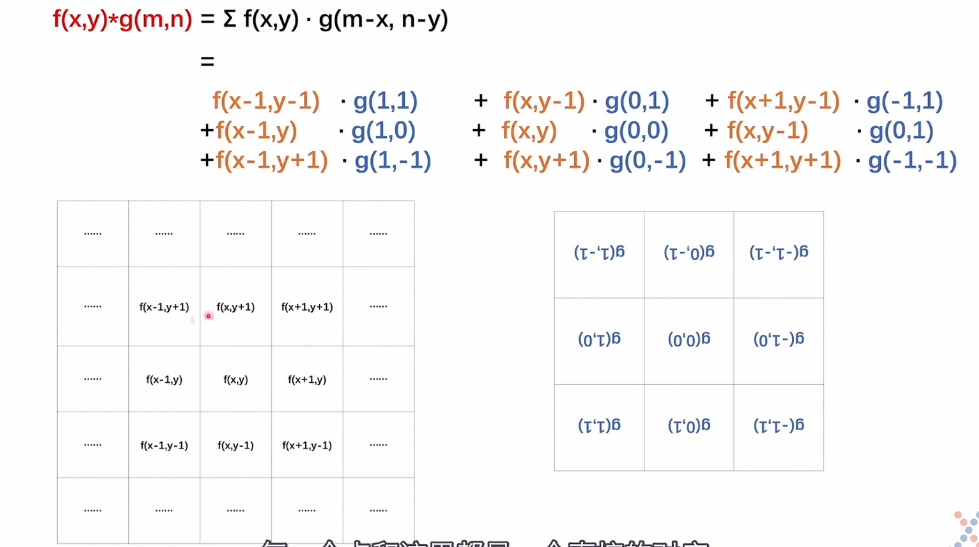 f(x,y)*g(m,n) = Σ f(x,y) · g(m-x, n-y)
=
f(x-1,y-1) · g(1,1) + f(x,y-1) · g(0,1) + f(x+1,y-1) · g(-1,1)
+f(x-1,y) · g(1,0) + f(x,y) · g(0,0) + f(x,y-1) · g(0,1)
+f(x-1,y+1) · g(1,-1) + f(x,y+1) · g(0,-1) + f(x+1,y+1) · g(-1,-1)
...... ...... ...... ...... ......
...... f(x-1,y+1) f(x,y+1) f(x+1,y+1) ......
...... f(x-1,y) f(x,y) f(x+1,y) ......
...... f(x-1,y-1) f(x,y-1) f(x+1,y-1) ......
...... ...... ...... ...... ......
g(1,-1) g(0,-1) g(-1,-1)
g(1,0) g(0,0) g(-1,0)
g(1,1) g(0,1) g(-1,1)